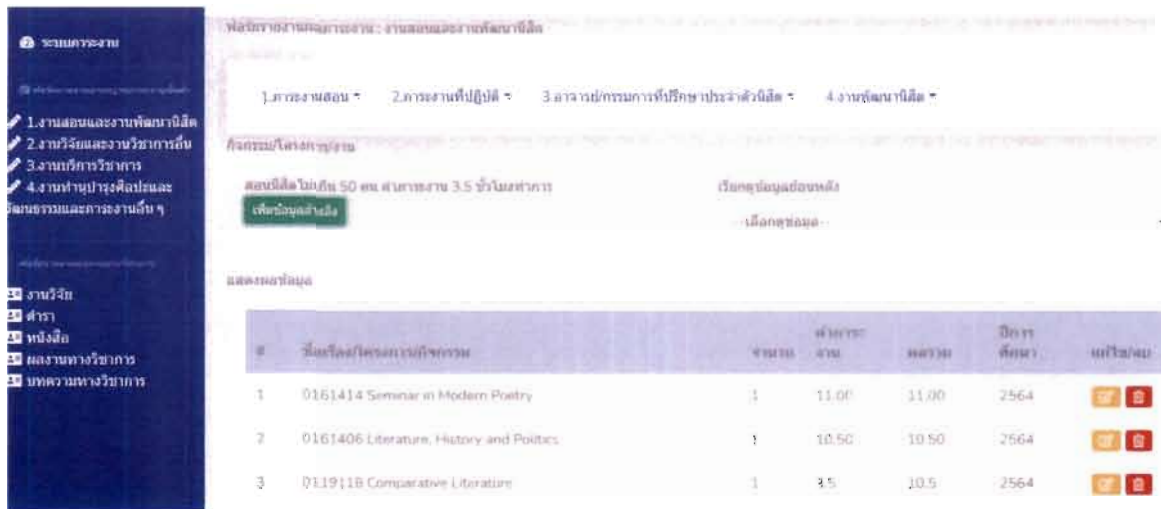 ระบบภาระงาน
1.งานสอนและงานพัฒนานิสิต
2.งานวิจัยและงานวิชาการอื่น
3.งานบริการวิชาการ
4.งานทำนุบำรุงศิลปะและ
วัฒนธรรมและภาระงานอื่น ๆ
งานวิจัย
ตำรา
หนังสือ
ผลงานทางวิชาการ
บทความทางวิชาการ
ฟอร์มรายงานผลภาระงาน : งานสอนและงานพัฒนานิสิต
1.ภาระงานสอน 2.ภาระงานที่ปฏิบัติ 3.อาจารย์/กรรมการที่ปรึกษาประจำตัวนิสิต 4.งานพัฒนานิสิต
กิจกรรม/โครงการ/งาน
สอนนิสิตไม่เกิน 50 คน ค่าภาระงาน 3.5 ชั่วโมงทำการ เรียกดูข้อมูลย้อนหลัง
เพิ่มข้อมูลอ้างอิง --เลือกดูข้อมูล--
แสดงผลข้อมูล
# ชื่อเรื่อง/โครงการ/กิจกรรม จำนวน ค่าภาระงาน ผลรวม ปีการศึกษา แก้ไข/ลบ
1 0161414 Seminar in Modern Poetry 1 11.00 11.00 2564
2 0161406 Literature, History and Politics 1 10.50 10.50 2564
3 0119118 Comparative Literature 1 3.5 10.5 2564